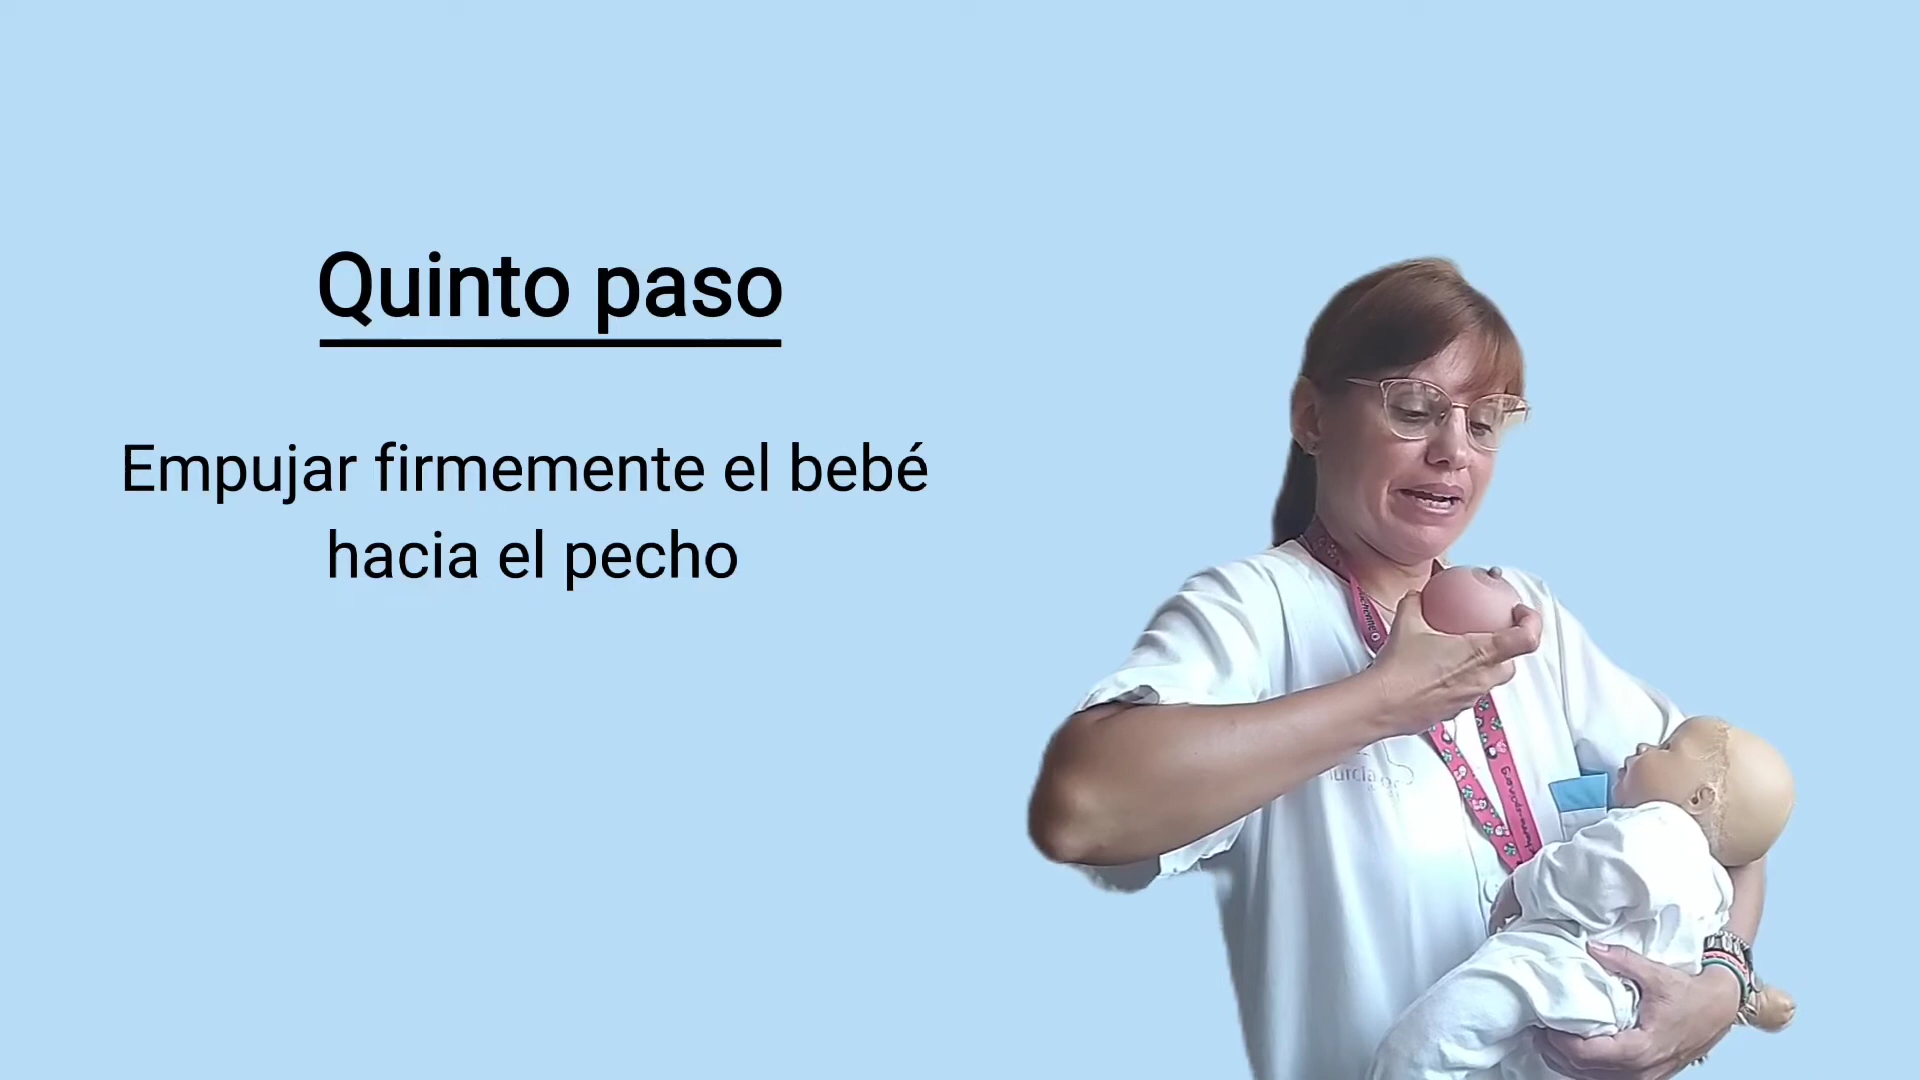 Quinto paso
Empujar firmemente el bebé
hacia el pecho